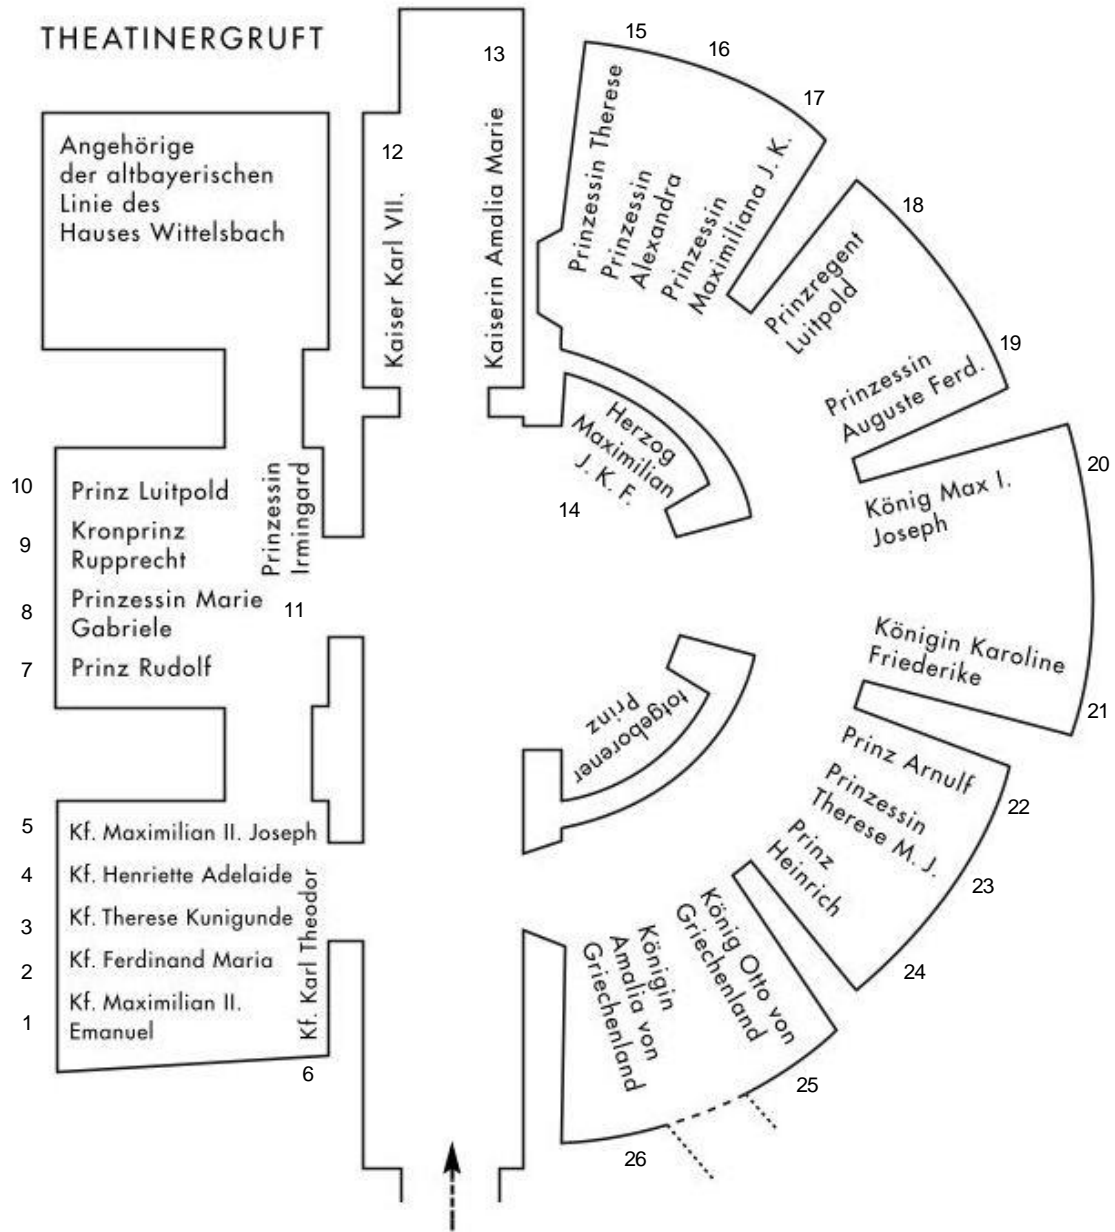 THEATINERGRUFT
Angehörige
der altbayerischen
Linie des
Hauses Wittelsbach
12
Kaiser Karl VII.
13
Kaiserin Amalia Marie
15
Prinzessin Therese
16
Prinzessin
Alexandra
17
Prinzessin
Maximiliana J. K.
18
Prinzregent
Luitpold
19
Prinzessin
Auguste Ferd.
Herzog
Maximilian
J. K. F.
14
20
König Max I.
Joseph
21
Königin Karoline
Friederike
10
Prinz Luitpold
9
Kronprinz
Rupprecht
8
Prinzessin Marie
Gabriele
7
Prinz Rudolf
Prinzessin
Irmingard
11
totgeborener
Prinz
22
Prinz Arnulf
23
Prinzessin
Therese M. J.
24
Prinz
Heinrich
25
König Otto von
Griechenland
26
Königin
Amalia von
Griechenland
5
Kf. Maximilian II. Joseph
4
Kf. Henriette Adelaide
3
Kf. Therese Kunigunde
2
Kf. Ferdinand Maria
1
Kf. Maximilian II.
Emanuel
Kf. Karl Theodor
6